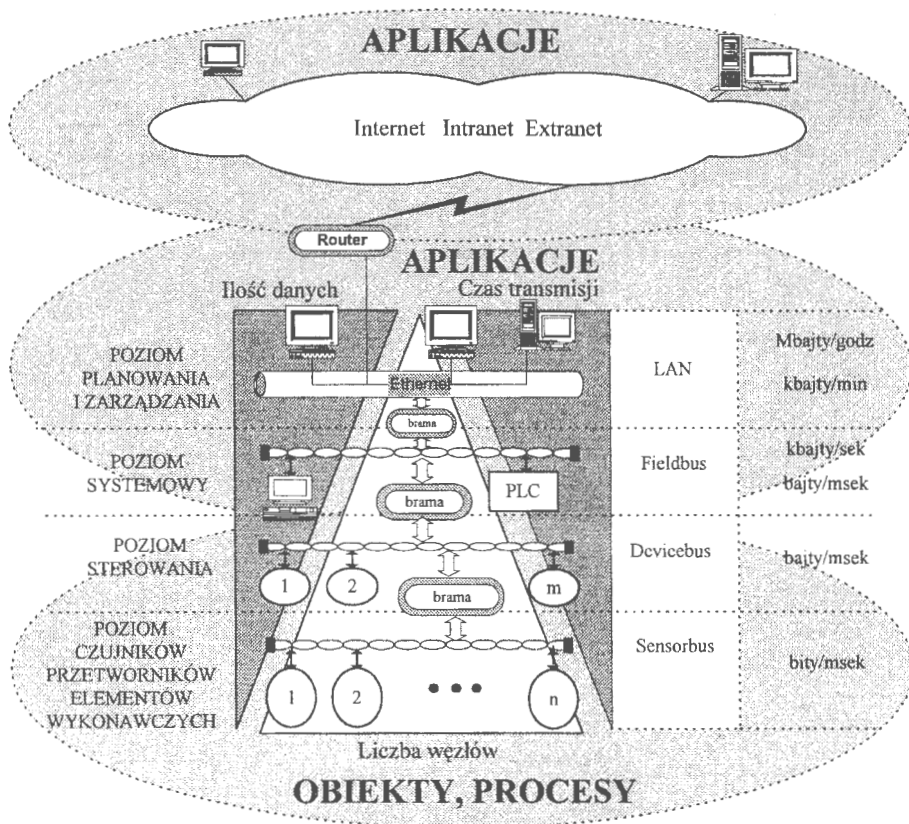 APLIKACJE
Internet Intranet Extranet
Router
APLIKACJE
Ilość danych
Czas transmisji
POZIOM
PLANOWANIA
I ZARZĄDZANIA
Ethernet
LAN
Mbajty/godz
kbajty/min
brama
POZIOM
SYSTEMOWY
brama
PLC
Fieldbus
kbajty/sek
bajty/msek
POZIOM
STEROWANIA
1
2
m
brama
Devicebus
bajty/msek
POZIOM
CZUJNIKÓW
PRZETWORNIKÓW
ELEMENTÓW
WYKONAWCZYCH
1
2
n
Sensorbus
bity/msek
Liczba węzłów
OBIEKTY, PROCESY